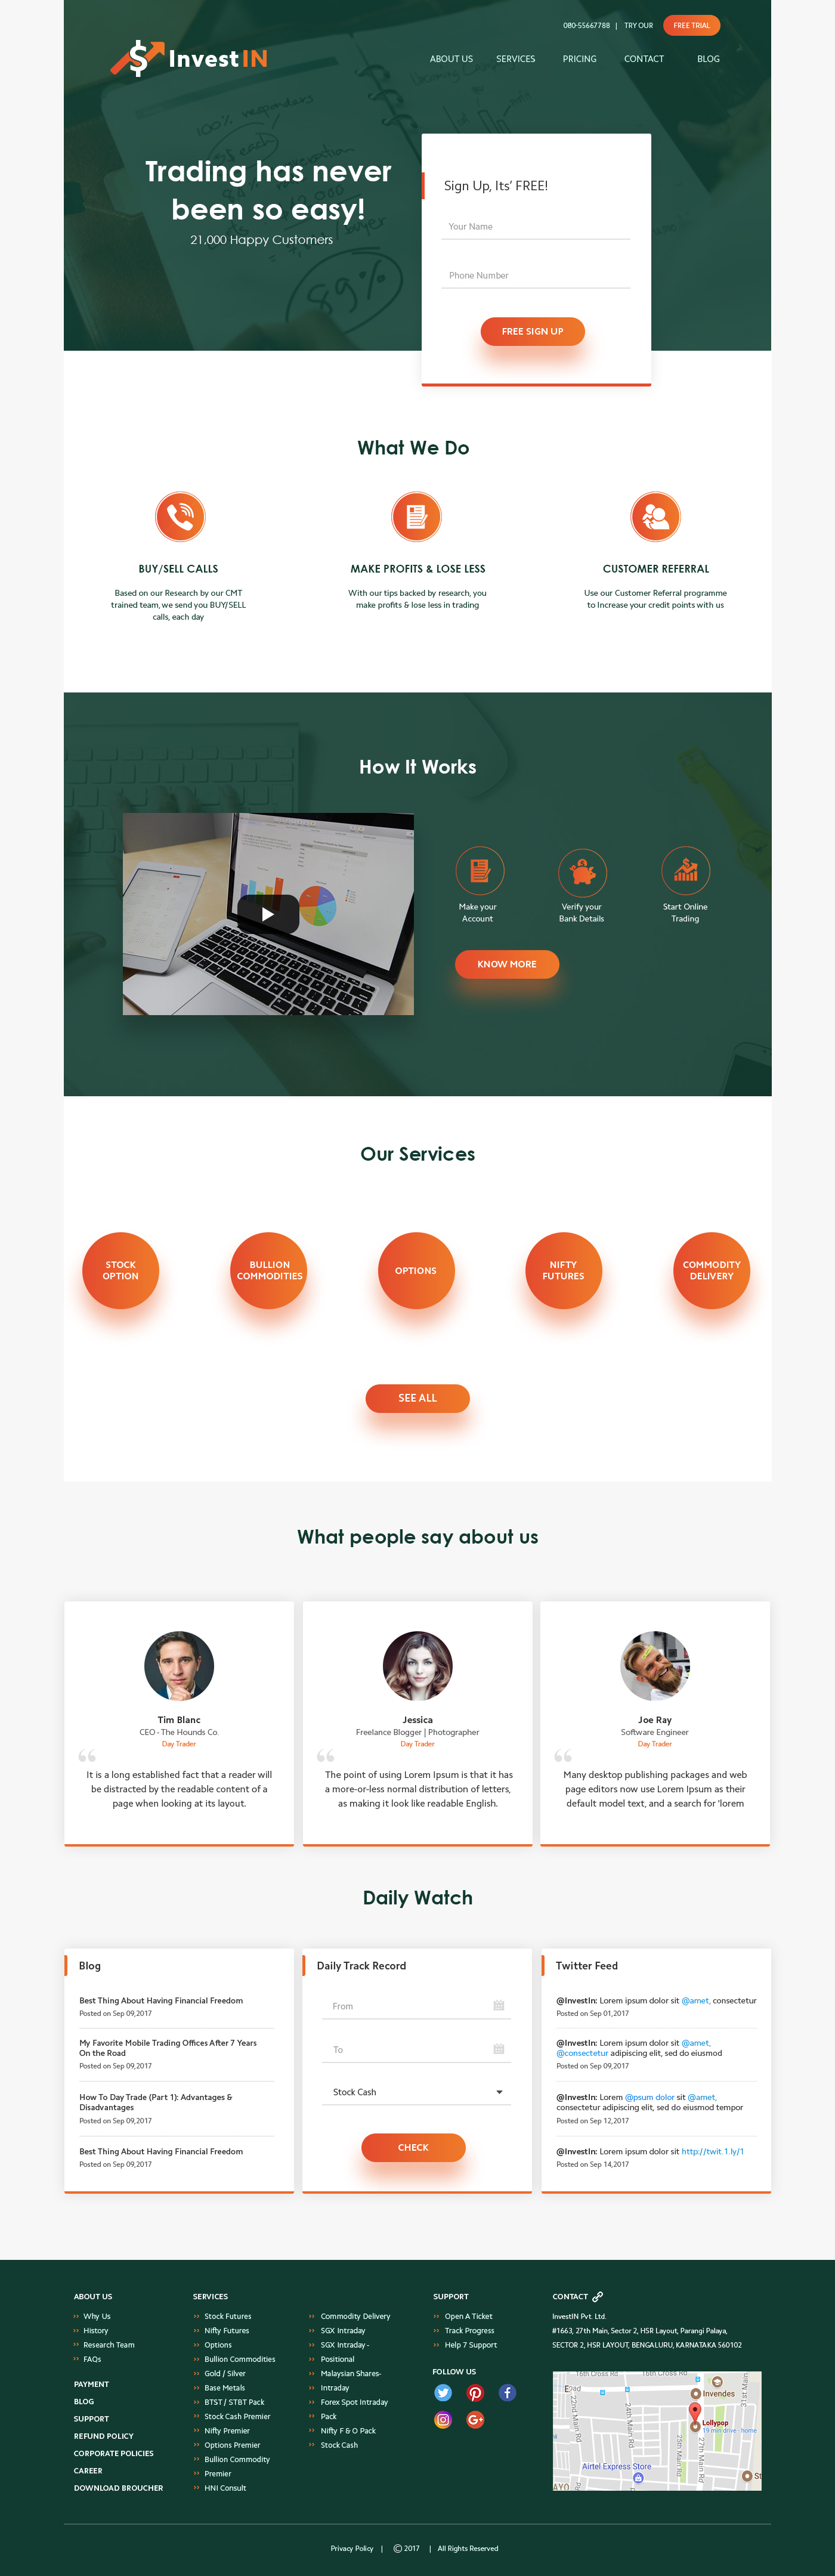 080-55667788 | TRY OUR FREE TRIAL
InvestIN
ABOUT US SERVICES PRICING CONTACT BLOG
100%
Trading has never
been so easy!
21,000 Happy Customers
Sign Up, Its’ FREE!
Your Name
Phone Number
FREE SIGN UP
What We Do
BUY/SELL CALLS
Based on our Research by our CMT
trained team, we send you BUY/SELL
calls, each day
MAKE PROFITS & LOSE LESS
With our tips backed by research, you
make profits & lose less in trading
CUSTOMER REFERRAL
Use our Customer Referral programme
to Increase your credit points with us
How It Works
Make your
Account
Verify your
Bank Details
Start Online
Trading
KNOW MORE
Our Services
STOCK
OPTION
BULLION
COMMODITIES
OPTIONS
NIFTY
FUTURES
COMMODITY
DELIVERY
SEE ALL
What people say about us
Tim Blanc
CEO - The Hounds Co.
Day Trader
It is a long established fact that a reader will
be distracted by the readable content of a
page when looking at its layout.
Jessica
Freelance Blogger | Photographer
Day Trader
The point of using Lorem Ipsum is that it has
a more-or-less normal distribution of letters,
as making it look like readable English.
Joe Ray
Software Engineer
Day Trader
Many desktop publishing packages and web
page editors now use Lorem Ipsum as their
default model text, and a search for 'lorem
Daily Watch
Blog
Best Thing About Having Financial Freedom
Posted on Sep 09,2017
My Favorite Mobile Trading Offices After 7 Years
On the Road
Posted on Sep 09,2017
How To Day Trade (Part 1): Advantages &
Disadvantages
Posted on Sep 09,2017
Best Thing About Having Financial Freedom
Posted on Sep 09,2017
Daily Track Record
From
To
Stock Cash
CHECK
Twitter Feed
@InvestIn: Lorem ipsum dolor sit @amet, consectetur
Posted on Sep 01,2017
@InvestIn: Lorem ipsum dolor sit @amet,
@consectetur adipiscing elit, sed do eiusmod
Posted on Sep 09,2017
@InvestIn: Lorem @psum dolor sit @amet,
consectetur adipiscing elit, sed do eiusmod tempor
Posted on Sep 12,2017
@InvestIn: Lorem ipsum dolor sit http://twit.1.ly/1
Posted on Sep 14,2017
ABOUT US
Why Us
History
Research Team
FAQs
PAYMENT
BLOG
SUPPORT
REFUND POLICY
CORPORATE POLICIES
CAREER
DOWNLOAD BROUCHER
SERVICES
Stock Futures
Nifty Futures
Options
Bullion Commodities
Gold / Silver
Base Metals
BTST / STBT Pack
Stock Cash Premier
Nifty Premier
Options Premier
Bullion Commodity
Premier
HNI Consult
Commodity Delivery
SGX Intraday
SGX Intraday -
Positional
Malaysian Shares-
Intraday
Forex Spot Intraday
Pack
Nifty F & O Pack
Stock Cash
SUPPORT
Open A Ticket
Track Progress
Help 7 Support
FOLLOW US
CONTACT
InvestIN Pvt. Ltd.
#1663, 27th Main, Sector 2, HSR Layout, Parangi Palaya,
SECTOR 2, HSR LAYOUT, BENGALURU, KARNATAKA 560102
16th Cross Rd
16th Cross Rd
22nd Main Rd
24th Main Rd
25th Main Rd
27th Main Rd
31st Main
Invendes
Lollypop
19 min drive - home
Airtel Express Store
Privacy Policy | © 2017 | All Rights Reserved